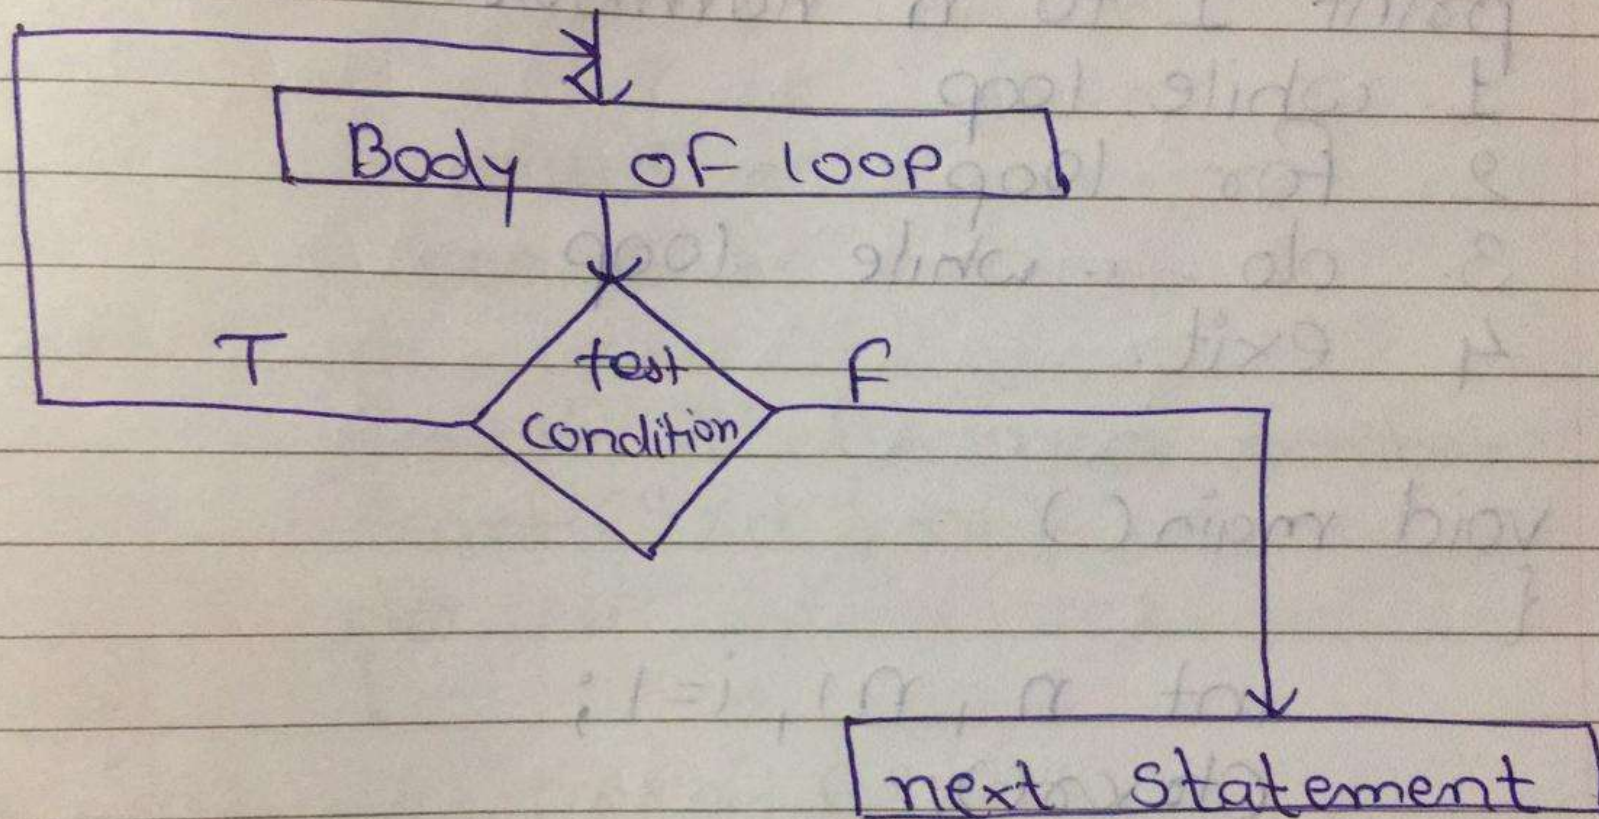 Body of loop
T
test
condition
F
next statement